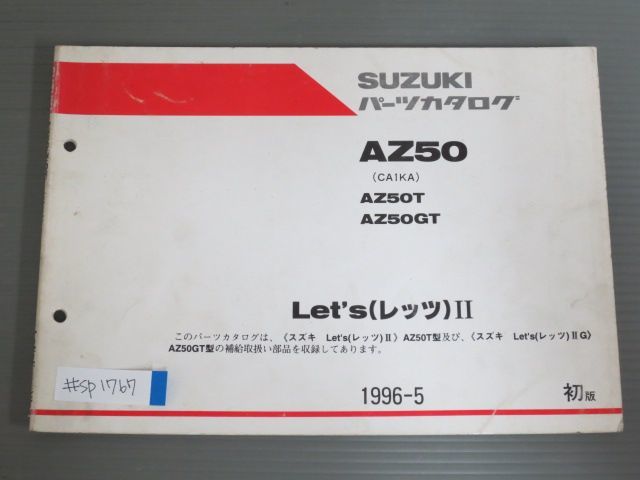 SUZUKI
パーツカタログ
AZ50
(CA1KA)
AZ50T
AZ50GT
Let's(レッツ)II
このパーツカタログは、〈スズキ Let's(レッツ)II〉AZ50T型及び、〈スズキ Let's(レッツ)II G〉
AZ50GT型の補給取扱い部品を収録してあります。
#sp1767
1996-5 初版